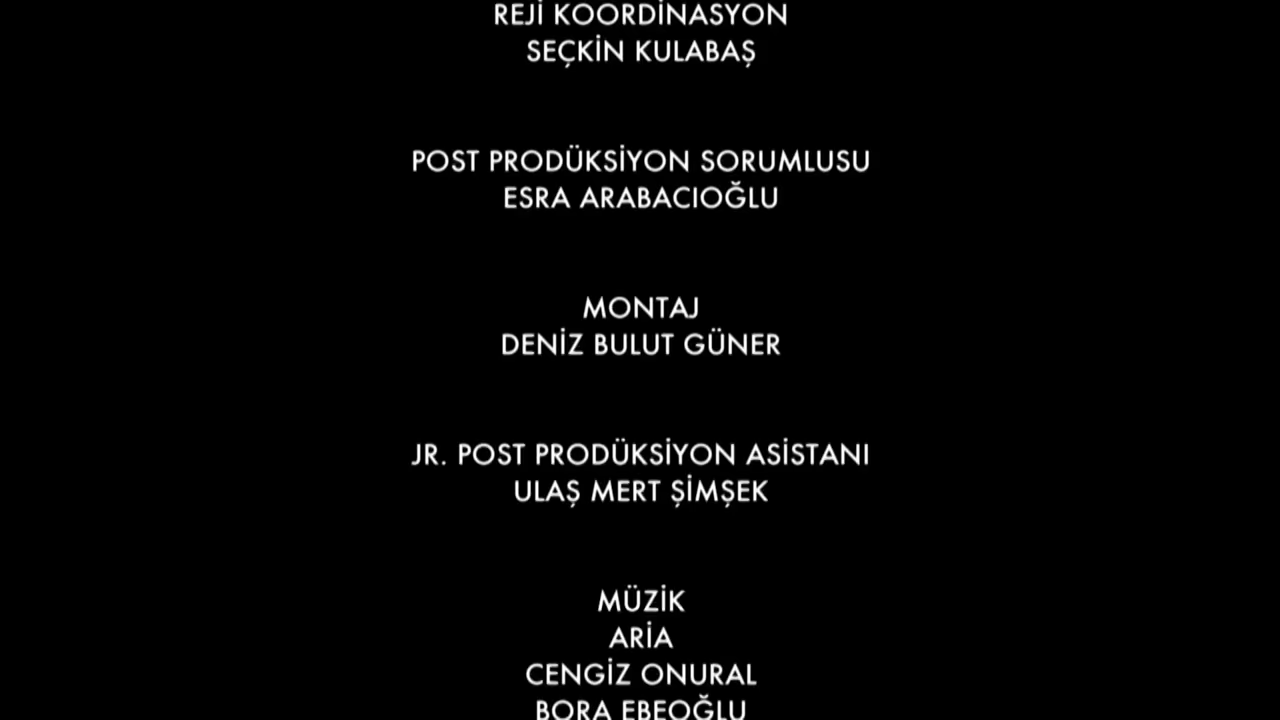 REJİ KOORDİNASYON
SEÇKİN KULABAŞ
POST PRODÜKSİYON SORUMLUSU
ESRA ARABACIOĞLU
MONTAJ
DENİZ BULUT GÜNER
JR. POST PRODÜKSİYON ASİSTANI
ULAŞ MERT ŞİMŞEK
MÜZİK
ARİA
CENGİZ ONURAL
BORA EBEOĞLU